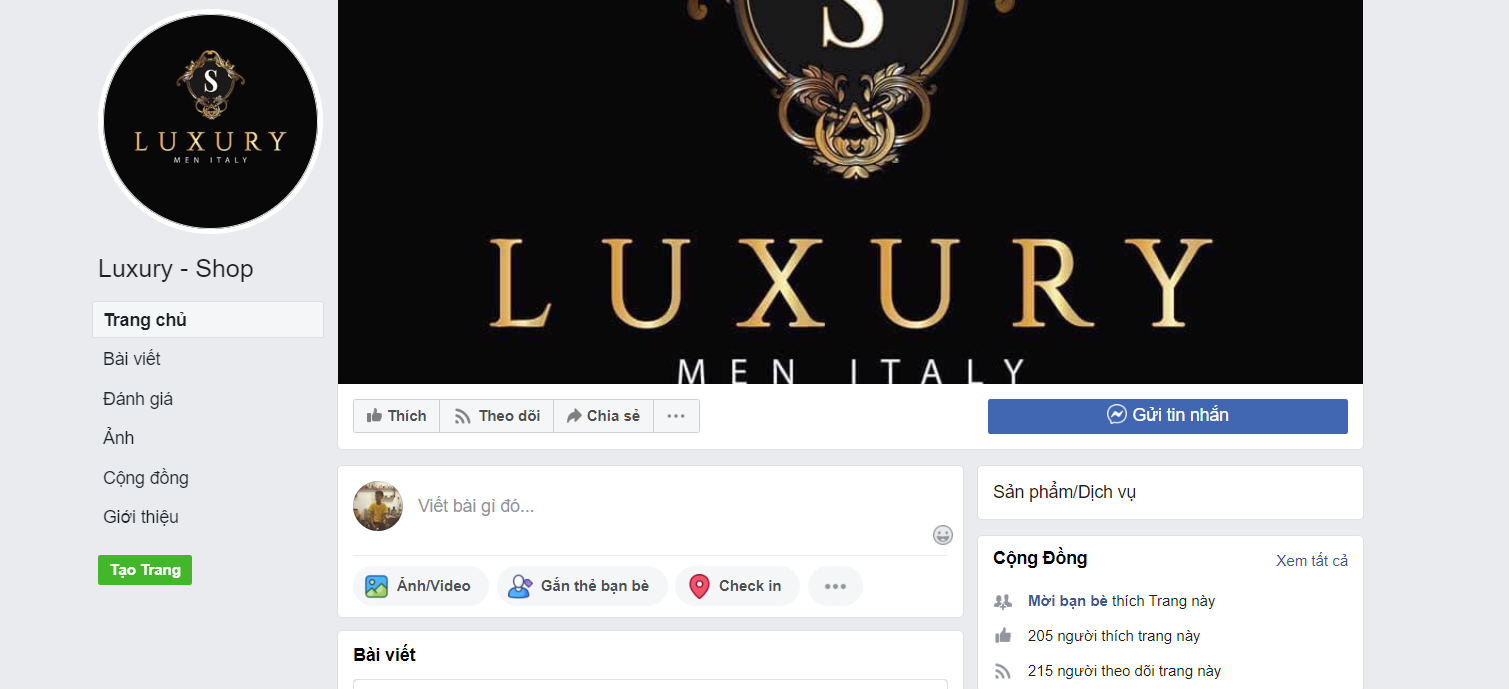 S
LUXURY
MEN ITALY
Luxury - Shop
Trang chủ
Bài viết
Đánh giá
Ảnh
Cộng đồng
Giới thiệu
Tạo Trang
S
LUXURY
MEN ITALY
Thích
Theo dõi
Chia sẻ
Gửi tin nhắn
Viết bài gì đó...
Ảnh/Video
Gắn thẻ bạn bè
Check in
Bài viết
Sản phẩm/Dịch vụ
Cộng Đồng
Xem tất cả
Mời bạn bè thích Trang này
205 người thích trang này
215 người theo dõi trang này